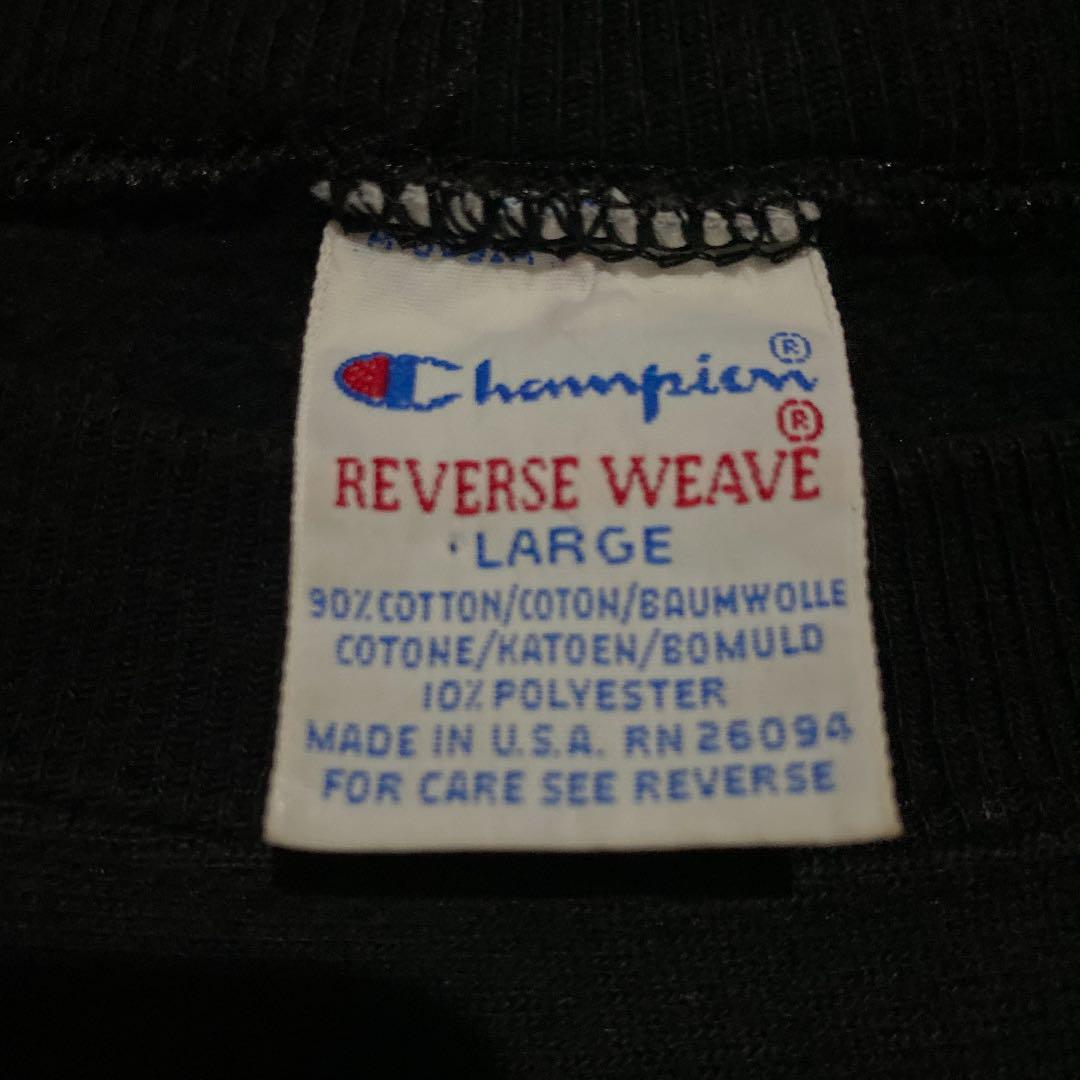 Champion®
REVERSE WEAVE®
LARGE
90% COTTON/COTON/BAUMWOLLE
COTONE/KATOEN/BOMULD
10% POLYESTER
MADE IN U.S.A. RN 26094
FOR CARE SEE REVERSE